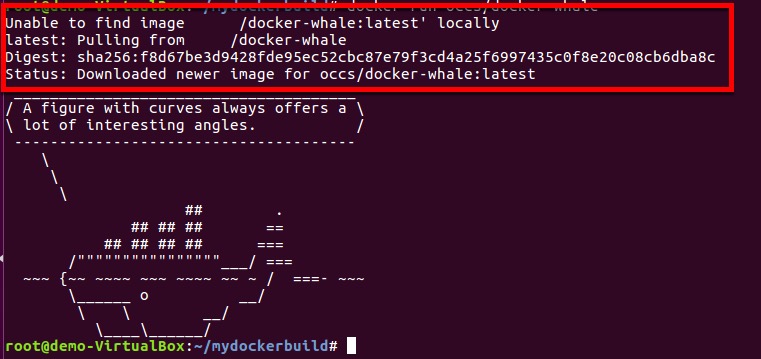 root@demo-VirtualBox:~/mydockerbuild# docker run occs/docker-whale
Unable to find image       /docker-whale:latest' locally
latest: Pulling from      /docker-whale
Digest: sha256:f8d67be3d9428fde95ec52cbc87e79f3cd4a25f6997435c0f8e20c08cb6dba8c
Status: Downloaded newer image for occs/docker-whale:latest
 ______________________________________
/ A figure with curves always offers a \
\ lot of interesting angles.           /
 --------------------------------------
    \
     \
      \
                    ##        .
              ## ## ##       ==
           ## ## ## ##      ===
       /""""""""""""""""___/ ===
  ~~~ {~~ ~~~~ ~~~ ~~~~ ~~ ~ /  ===- ~~~
       \______ o          __/
        \    \        __/
          \____\______/
root@demo-VirtualBox:~/mydockerbuild#